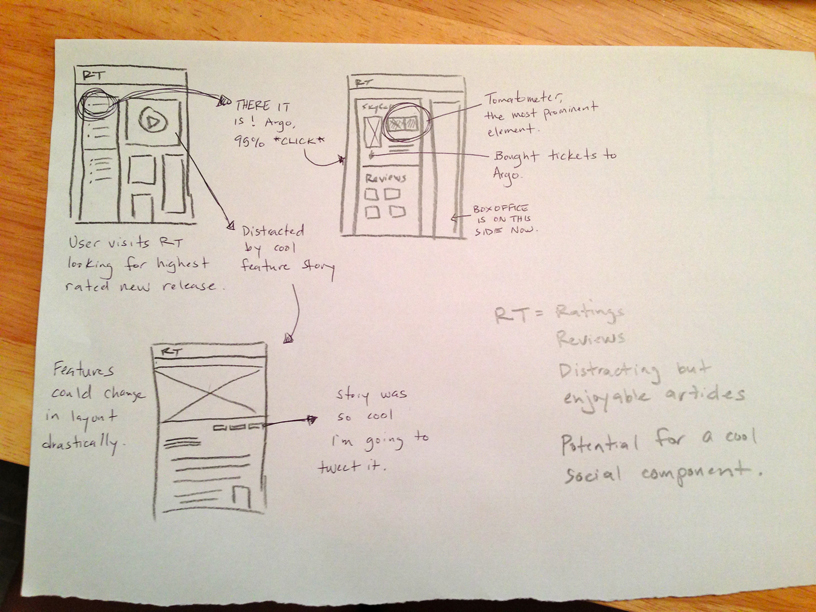 RT
THERE IT
IS! Argo,
95% *CLICK*
User visits RT
looking for highest
rated new release.
Distracted
by cool
feature story
RT
Reviews
Tomatometer,
the most prominent
element.
Bought tickets to
Argo.
BOX OFFICE
IS ON THIS
SIDE NOW.
Features
could change
in layout
drastically.
RT
story was
so cool
i'm going to
tweet it.
RT = Ratings
Reviews
Distracting but
enjoyable articles
Potential for a cool
social component.